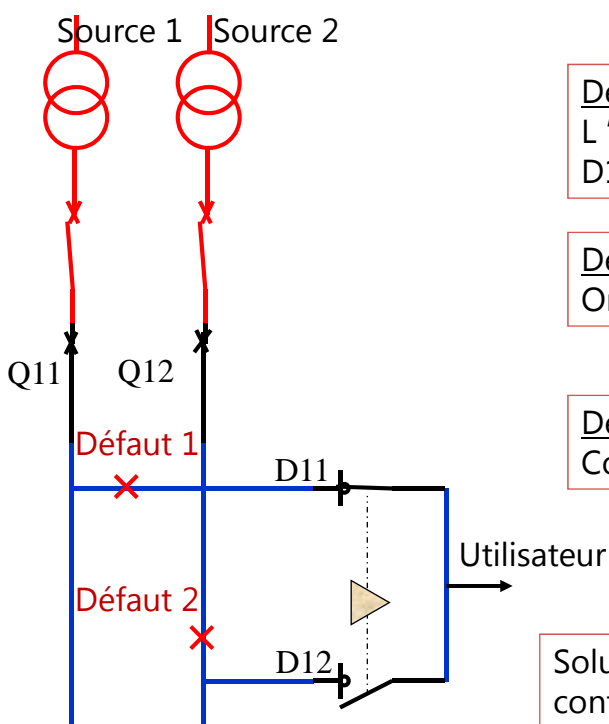 Source 1
Source 2
Q11
Q12
Défaut 1
D11
Utilisateur
Défaut 2
D12
L '